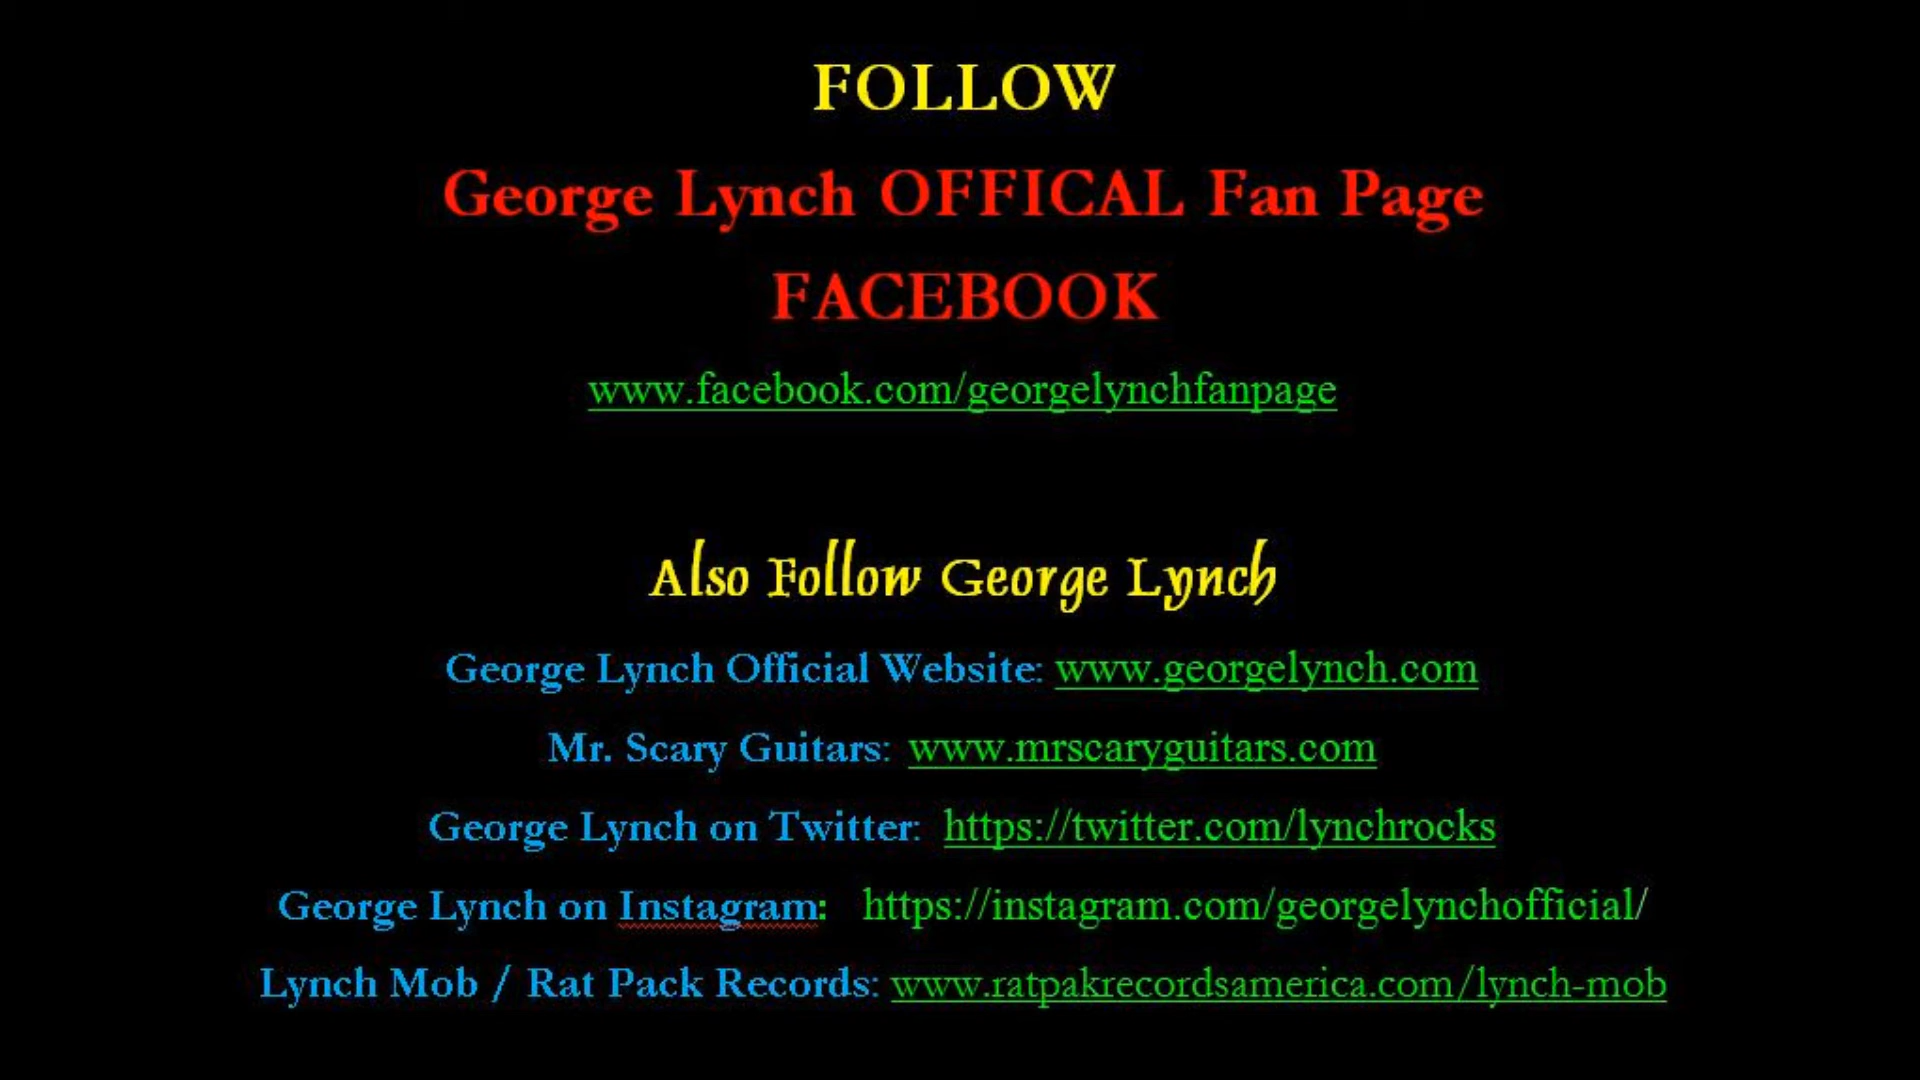 FOLLOW
George Lynch OFFICAL Fan Page
FACEBOOK
www.facebook.com/georgelynchfanpage
Also Follow George Lynch
George Lynch Official Website: www.georgelynch.com
Mr. Scary Guitars: www.mrscaryguitars.com
George Lynch on Twitter: https://twitter.com/lynchrocks
George Lynch on Instagram: https://instagram.com/georgelynchofficial/
Lynch Mob / Rat Pack Records: www.ratpakrecordsamerica.com/lynch-mob